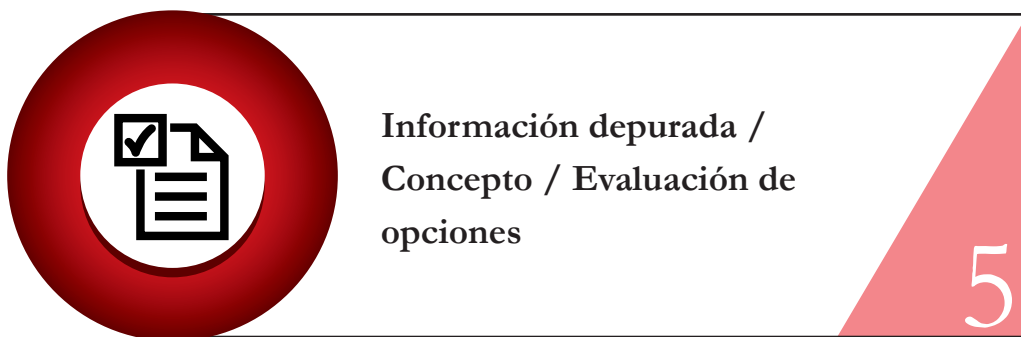 Información depurada /
Concepto / Evaluación de
opciones
5